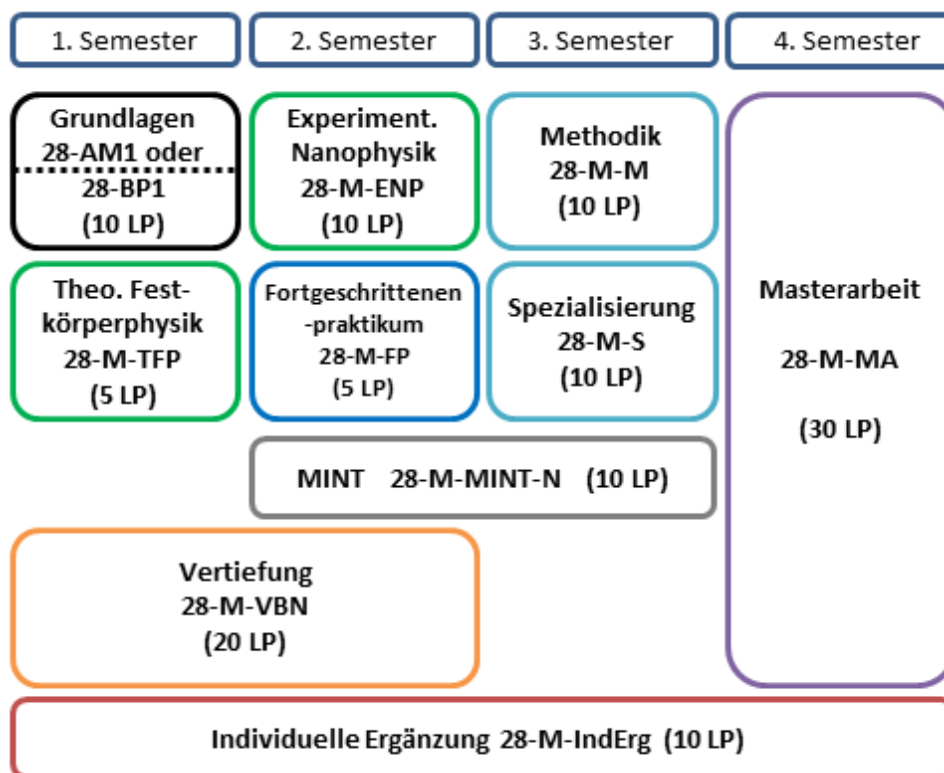 1. Semester
2. Semester
3. Semester
4. Semester
Grundlagen
28-AM1 oder
28-BP1
(10 LP)
Experiment.
Nanophysik
28-M-ENP
(10 LP)
Methodik
28-M-M
(10 LP)
Masterarbeit
28-M-MA
(30 LP)
Theo. Fest-
körperphysik
28-M-TFP
(5 LP)
Fortgeschrittenen
-praktikum
28-M-FP
(5 LP)
Spezialisierung
28-M-S
(10 LP)
MINT 28-M-MINT-N (10 LP)
Vertiefung
28-M-VBN
(20 LP)
Individuelle Ergänzung 28-M-IndErg (10 LP)